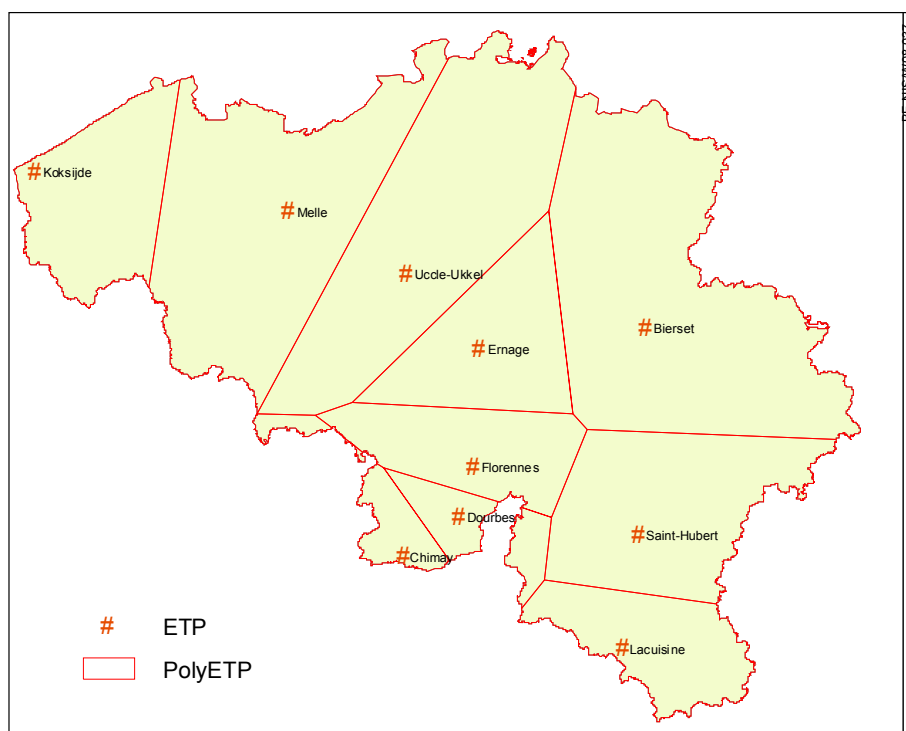 # Koksijde
# Melle
# Uccle-Ukkel
# Bierset
# Ernage
# Florennes
# Dourbes
# Saint-Hubert
# Chimay
# Lacuisine
# ETP
PolyETP